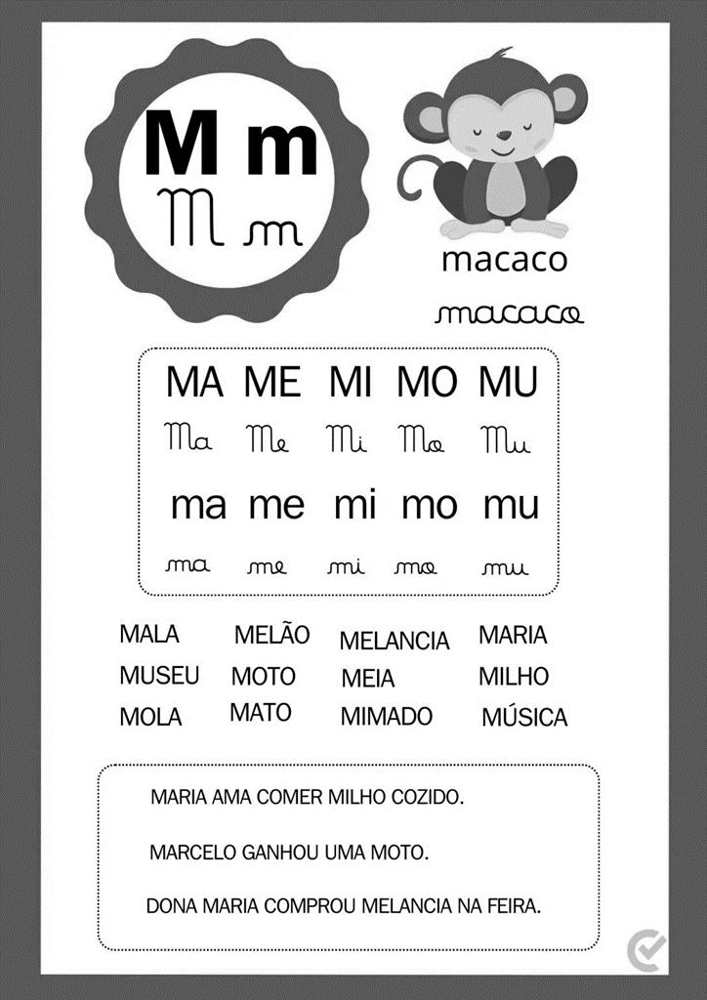 M m
M m
macaco
macaco
MA ME MI MO MU
Ma Me Mi Mo Mu
ma me mi mo mu
ma me mi mo mu
MALA MELÃO MELANCIA MARIA
MUSEU MOTO MEIA MILHO
MOLA MATO MIMADO MÚSICA
MARIA AMA COMER MILHO COZIDO.
MARCELO GANHOU UMA MOTO.
DONA MARIA COMPROU MELANCIA NA FEIRA.